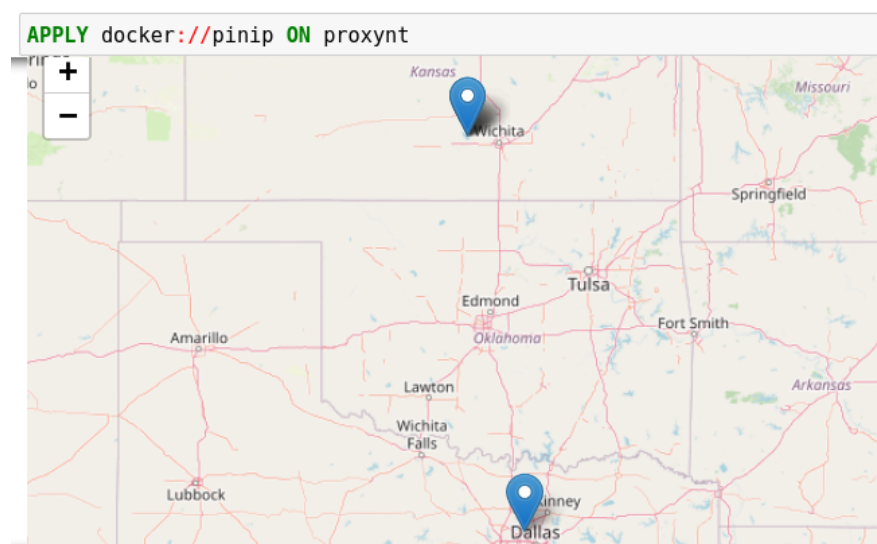 APPLY docker://pinip ON proxynt
+
−
Kansas
Missouri
Wichita
Springfield
Tulsa
Edmond
Oklahoma
Fort Smith
Amarillo
Arkansas
Lawton
Wichita
Falls
Lubbock
Kinney
Dallas